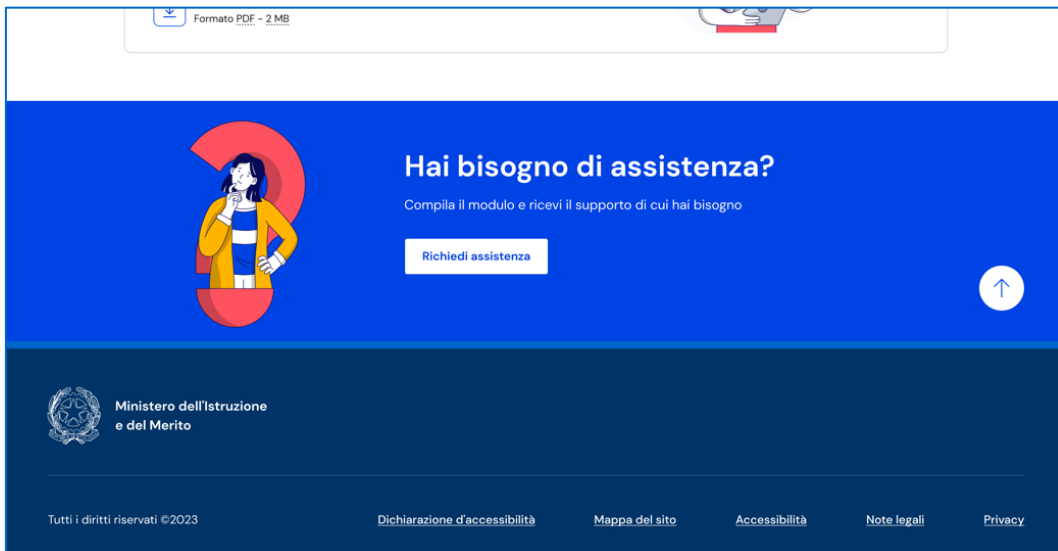 Formato PDF - 2 MB
Hai bisogno di assistenza?
Compila il modulo e ricevi il supporto di cui hai bisogno
Richiedi assistenza
Ministero dell'Istruzione
e del Merito
Tutti i diritti riservati ©2023 Dichiarazione d'accessibilità Mappa del sito Accessibilità Note legali Privacy